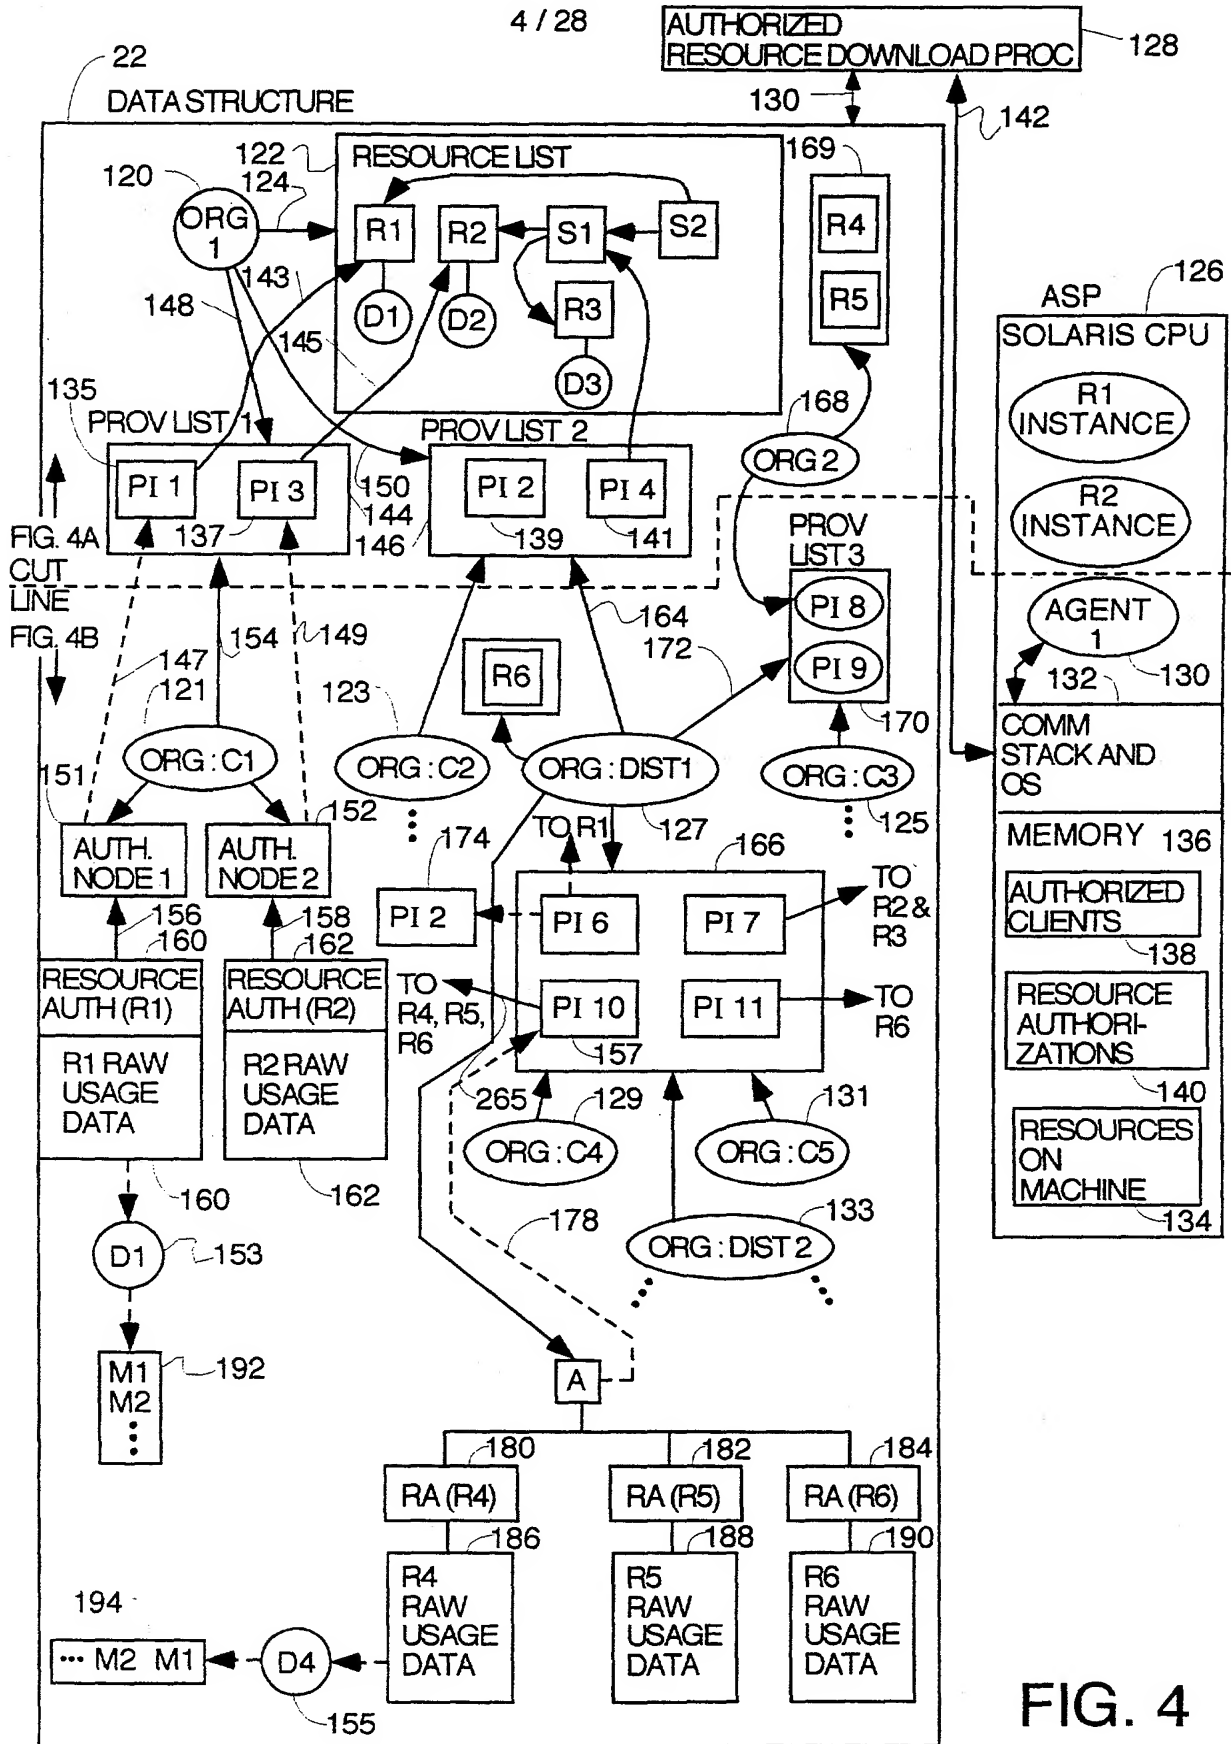 4 / 28
AUTHORIZED
RESOURCE DOWNLOAD PROC
128
22
DATA STRUCTURE
130
142
122
RESOURCE LIST
169
120
124
ORG
1
R1
R2
S1
S2
R4
R5
143
148
145
D1
D2
R3
D3
126
ASP
SOLARIS CPU
R1
INSTANCE
R2
INSTANCE
135
PROV LIST 1
PROV LIST 2
168
ORG 2
PI 1
PI 3
PI 2
PI 4
150
144
137
146
139
141
PROV
LIST 3
FIG. 4A
CUT
LINE
FIG. 4B
PI 8
PI 9
AGENT
1
164
154
149
172
147
R6
132
130
121
123
170
COMM
STACK AND
OS
ORG : C1
ORG : C2
ORG : DIST1
ORG : C3
151
152
TO R1
127
125
174
166
AUTH.
NODE 1
AUTH.
NODE 2
MEMORY
136
PI 2
PI 6
PI 7
TO
R2 &
R3
AUTHORIZED
CLIENTS
138
156
158
160
162
RESOURCE
AUTH (R1)
RESOURCE
AUTH (R2)
TO
R4, R5,
R6
PI 10
PI 11
TO
R6
157
RESOURCE
AUTHORI-
ZATIONS
140
R1 RAW
USAGE
DATA
R2 RAW
USAGE
DATA
265
129
131
ORG : C4
ORG : C5
RESOURCES
ON
MACHINE
134
160
162
178
133
ORG : DIST 2
D1
153
M1
M2
⋮
192
A
180
182
184
RA (R4)
RA (R5)
RA (R6)
186
188
190
R4
RAW
USAGE
DATA
R5
RAW
USAGE
DATA
R6
RAW
USAGE
DATA
194
... M2 M1
D4
155
FIG. 4